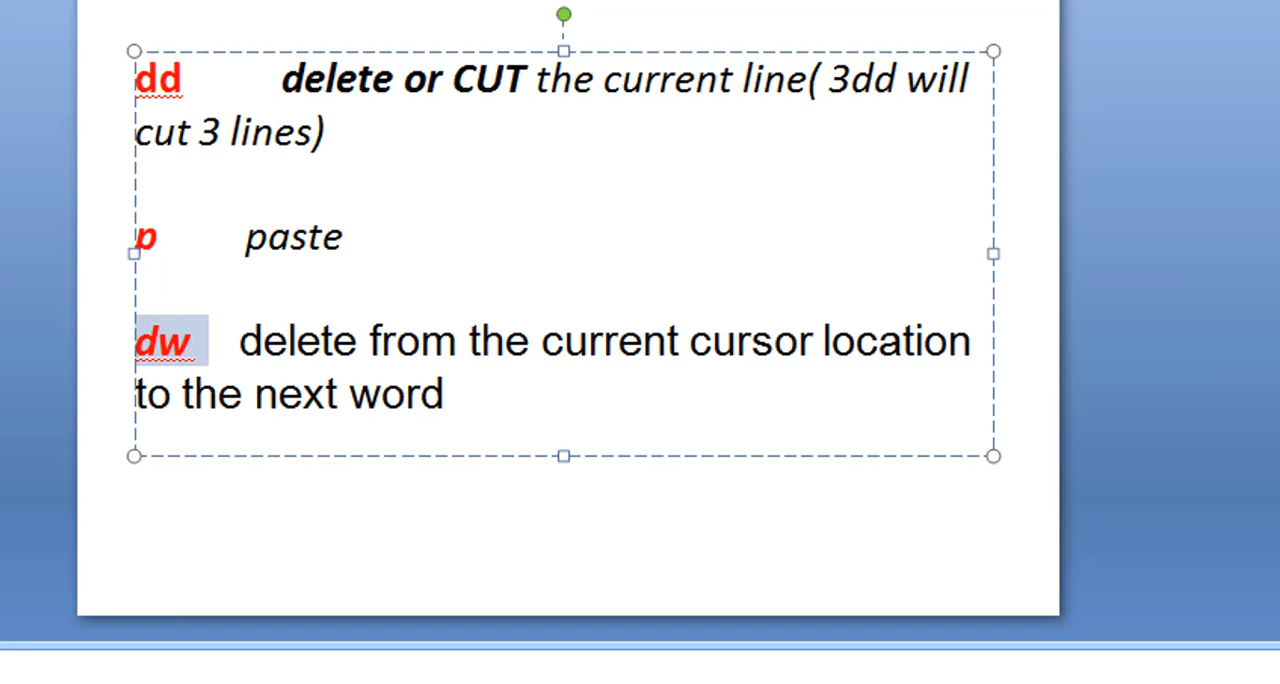 dd delete or CUT the current line( 3dd will
cut 3 lines)
p paste
dw delete from the current cursor location
to the next word